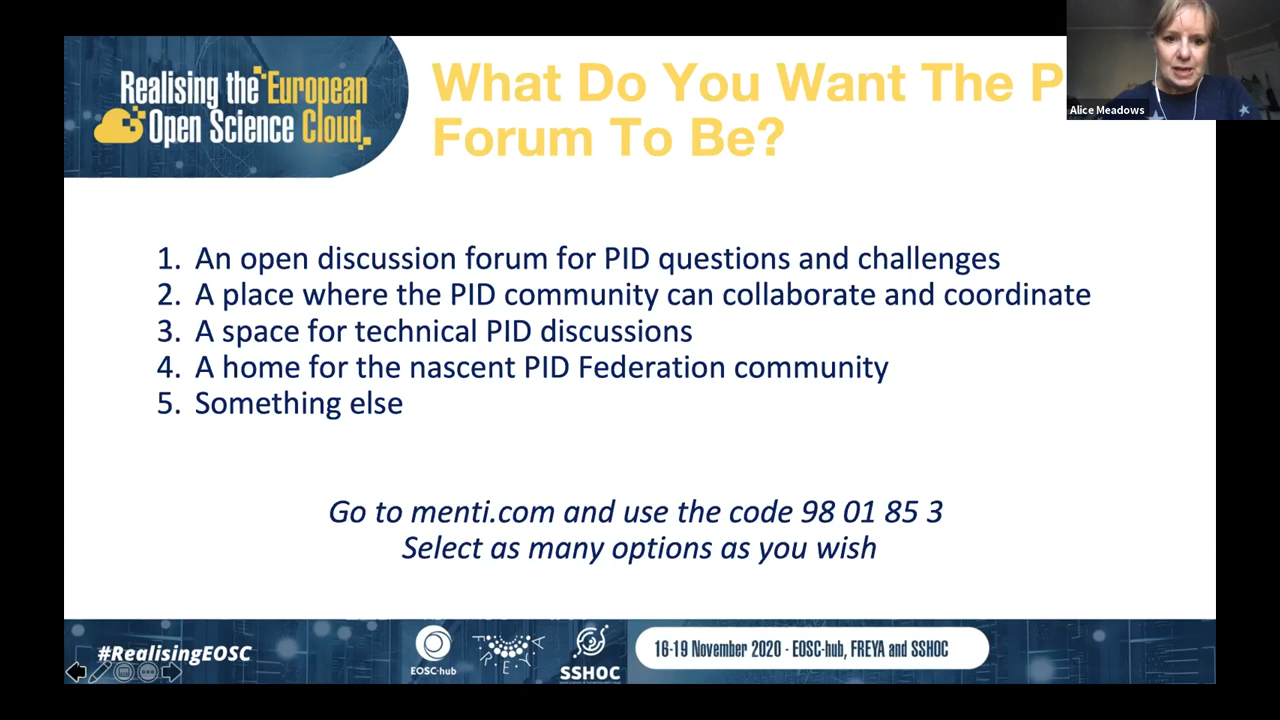 Realising the European
Open Science Cloud
What Do You Want The P
Forum To Be?
Alice Meadows
1. An open discussion forum for PID questions and challenges
2. A place where the PID community can collaborate and coordinate
3. A space for technical PID discussions
4. A home for the nascent PID Federation community
5. Something else
Go to menti.com and use the code 98 01 85 3
Select as many options as you wish
#RealisingEOSC
EOSC-hub
FREYA
SSHOC
16-19 November 2020 - EOSC-hub, FREYA and SSHOC